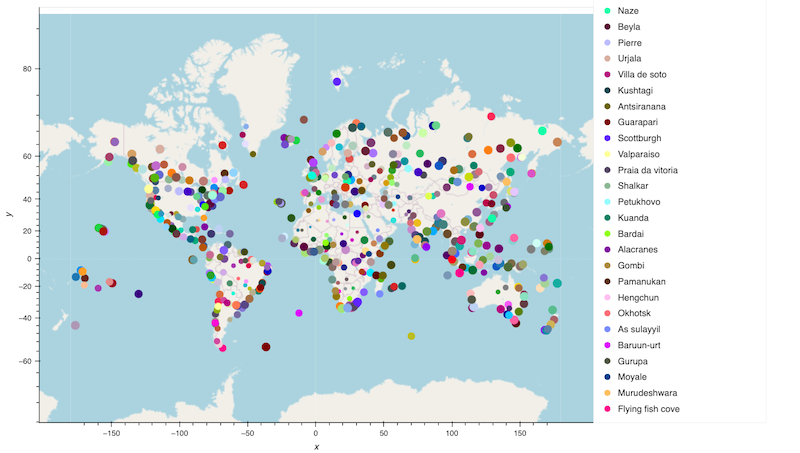 Naze
Beyla
Pierre
Urjala
Villa de soto
Kushtagi
Antsiranana
Guarapari
Scottburgh
Valparaiso
Praia da vitoria
Shalkar
Petukhovo
Kuanda
Bardai
Alacranes
Gombi
Pamanukan
Hengchun
Okhotsk
As sulayyil
Baruun-urt
Gurupa
Moyale
Murudeshwara
Flying fish cove
80
60
40
20
0
−20
−40
−60
y
−150 −100 −50 0 50 100 150
x